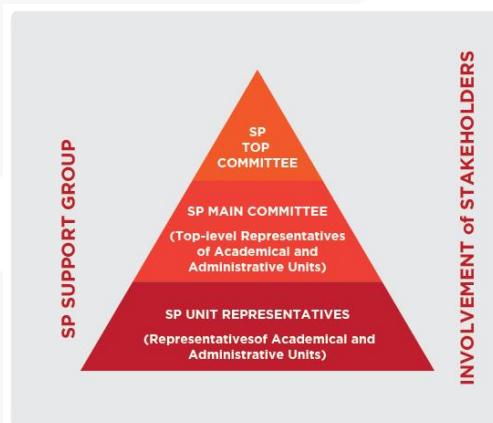 SP SUPPORT GROUP
SP
TOP
COMMITTEE
SP MAIN COMMITTEE
(Top-level Representatives
of Academical and
Administrative Units)
SP UNIT REPRESENTATIVES
(Representativesof Academical and
Administrative Units)
INVOLVEMENT of STAKEHOLDERS